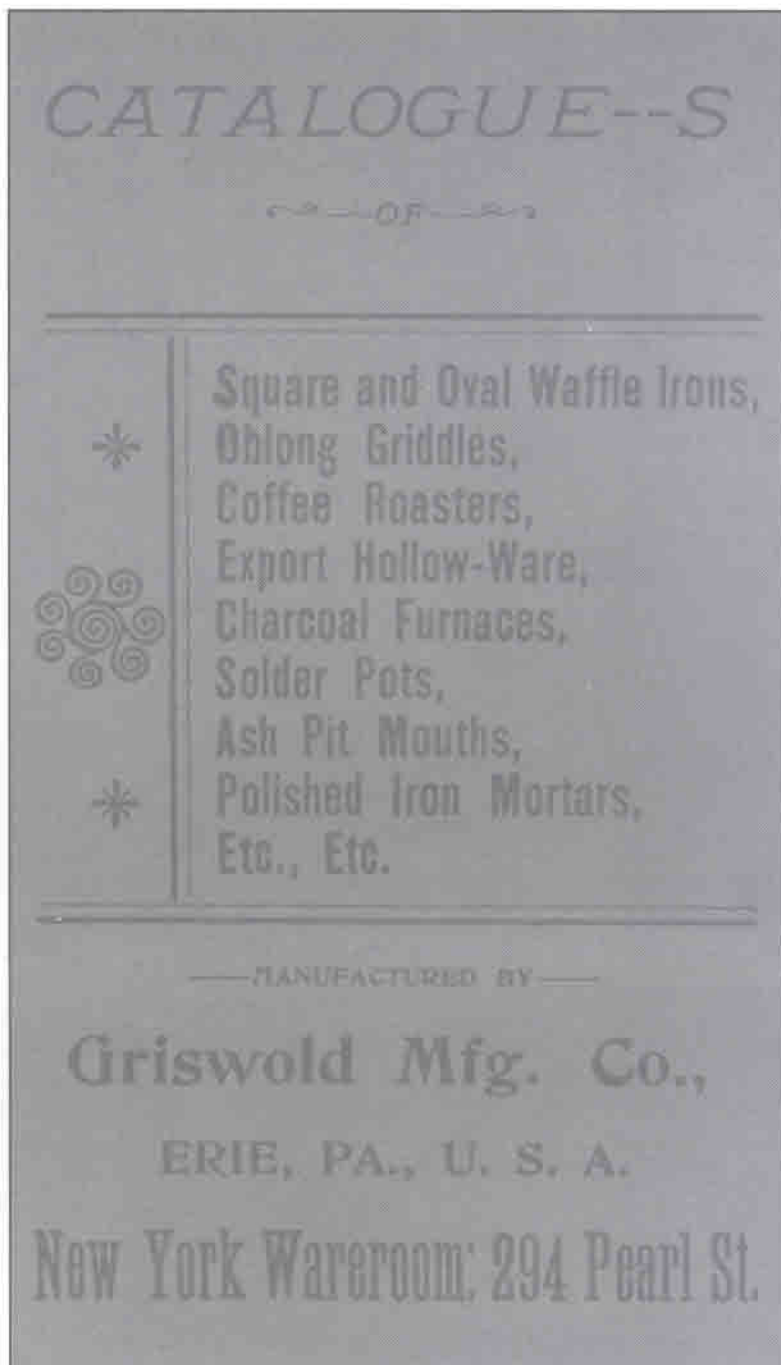 CATALOGUE--S
OF
Square and Oval Waffle Irons,
Oblong Griddles,
Coffee Roasters,
Export Hollow-Ware,
Charcoal Furnaces,
Solder Pots,
Ash Pit Mouths,
Polished Iron Mortars,
Etc., Etc.
MANUFACTURED BY
Griswold Mfg. Co.,
ERIE, PA., U. S. A.
New York Wareroom: 294 Pearl St.